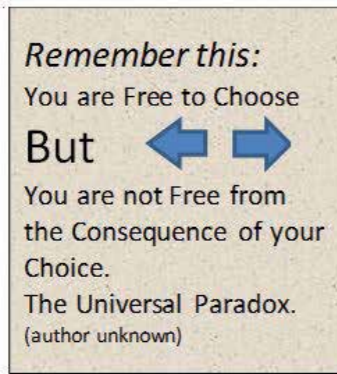 Remember this:
You are Free to Choose
But
You are not Free from
the Consequence of your
Choice.
The Universal Paradox.
(author unknown)